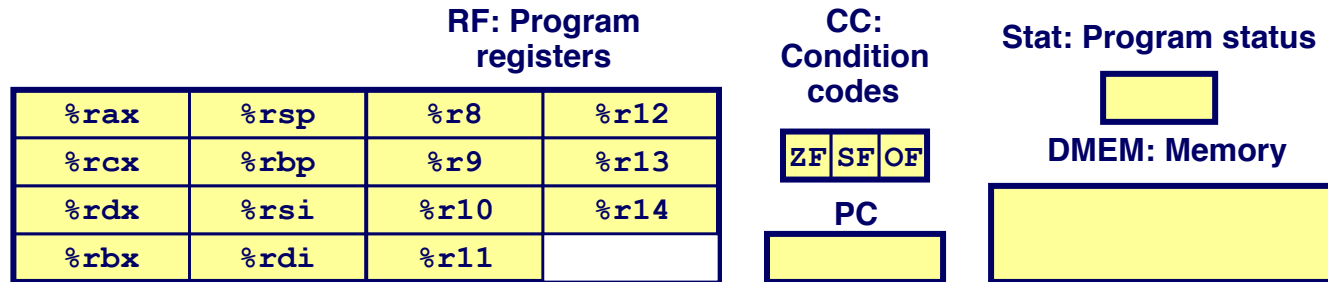 RF: Program
registers
%rax %rsp %r8 %r12
%rcx %rbp %r9 %r13
%rdx %rsi %r10 %r14
%rbx %rdi %r11
CC:
Condition
codes
ZF SF OF
PC
Stat: Program status
DMEM: Memory